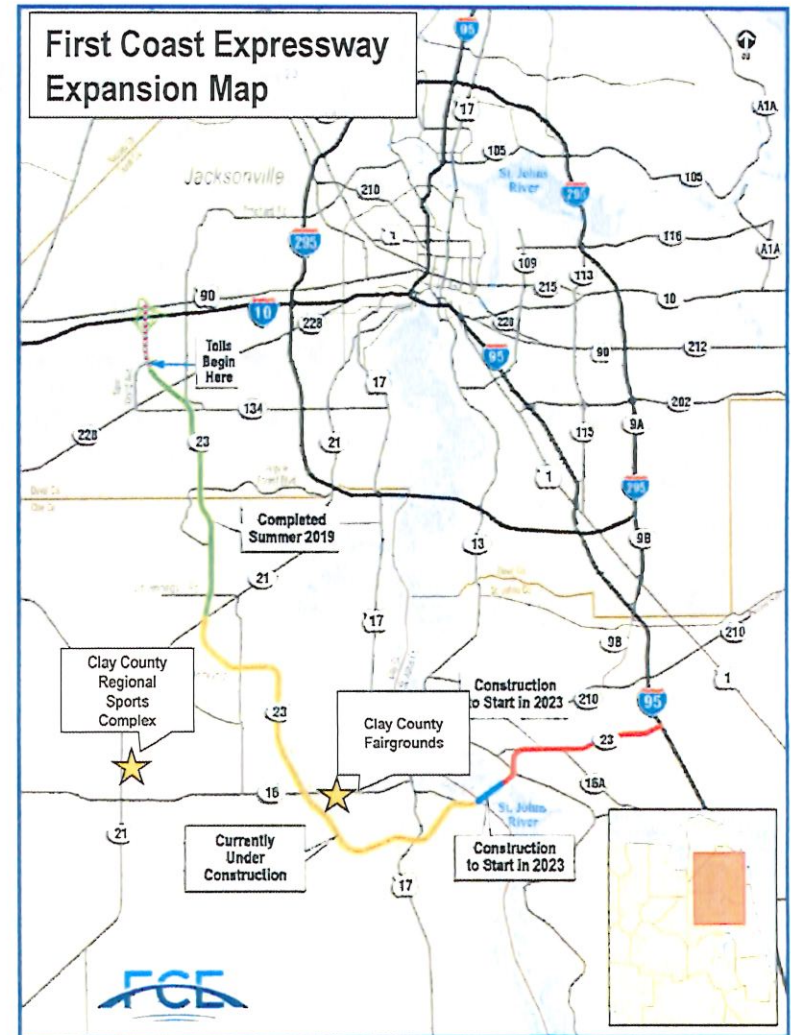 First Coast Expressway
Expansion Map
95
17
A1A
105
105
Jacksonville
210
St. Johns
River
295
295
1
109
116
A1A
113
90
215
10
10
228
228
Tolls
Begin
Here
95
90
212
17
134
202
228
23
21
115
9A
1
295
Completed
Summer 2019
13
9B
21
17
9B
210
Clay County
Regional
Sports
Complex
1
Construction
to Start in 2023
210
95
23
Clay County
Fairgrounds
23
16
16A
21
St. Johns
River
Currently
Under
Construction
Construction
to Start in 2023
17
FCE